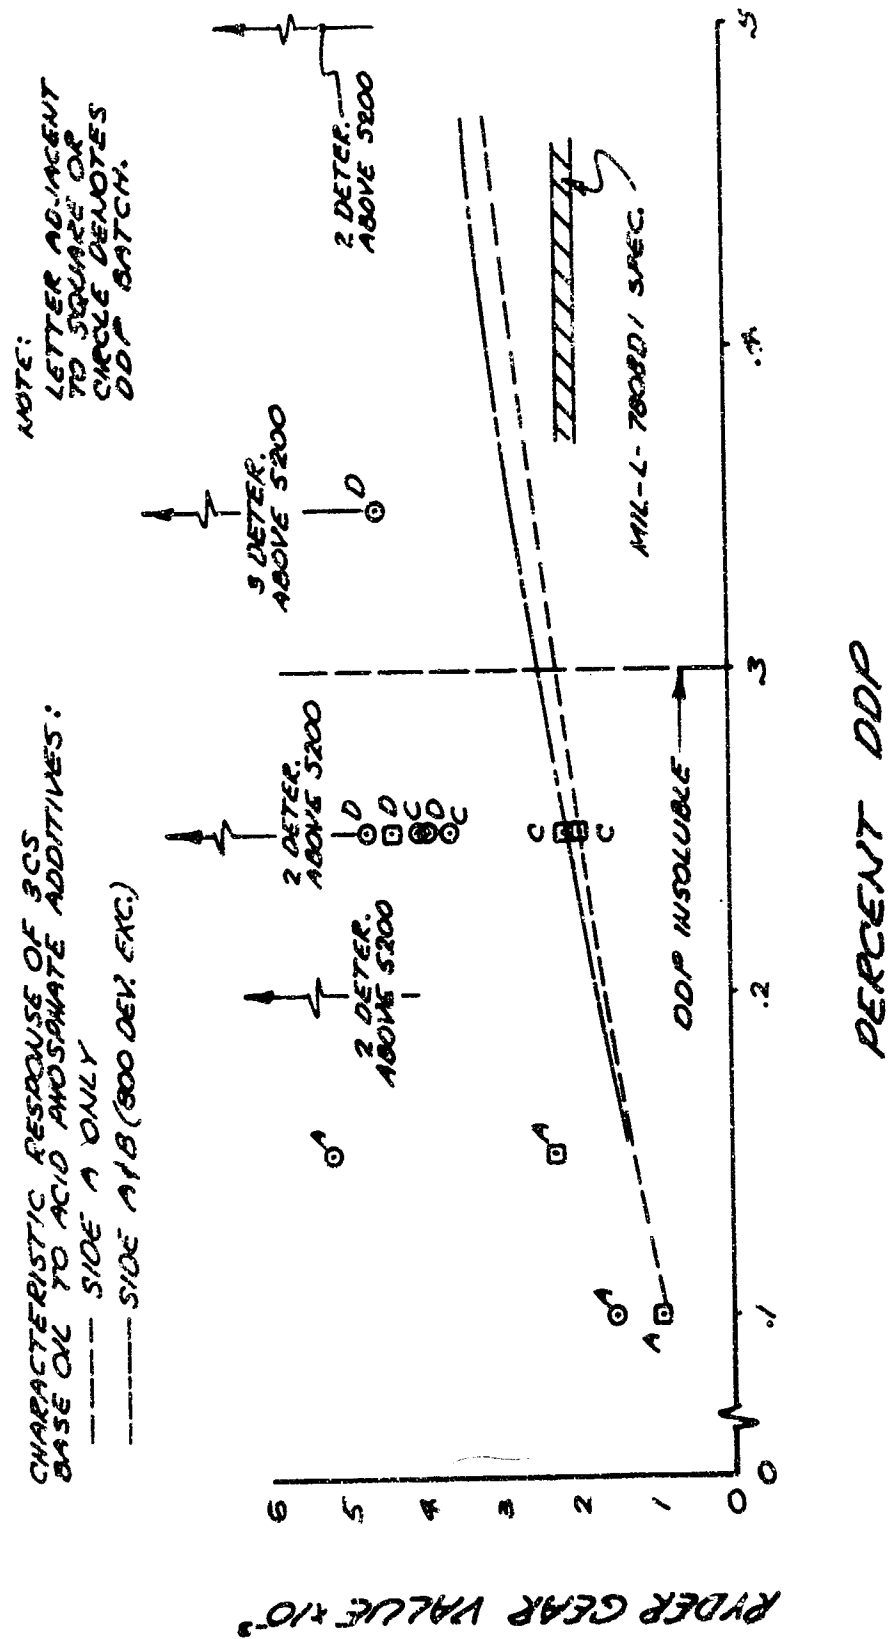 CHARACTERISTIC RESPONSE OF 3CS
BASE OIL TO ACID PHOSPHATE ADDITIVES:
SIDE A ONLY
SIDE A&B (800 DEV. EXC.)
NOTE:
LETTER ADJACENT
TO SQUARE OR
CIRCLE DENOTES
DDP BATCH.
RYDER GEAR VALUE x10⁻³
6
5
4
3
2
1
0
A
A
A
A
2 DETER.
ABOVE 5200
2 DETER.
ABOVE 5200
D
D
C
D
C
C
C
3 DETER.
ABOVE 5200
D
2 DETER.
ABOVE 5200
MIL-L-7808D1 SPEC.
DDP INSOLUBLE
0
.1
.2
.3
.4
.5
PERCENT DDP